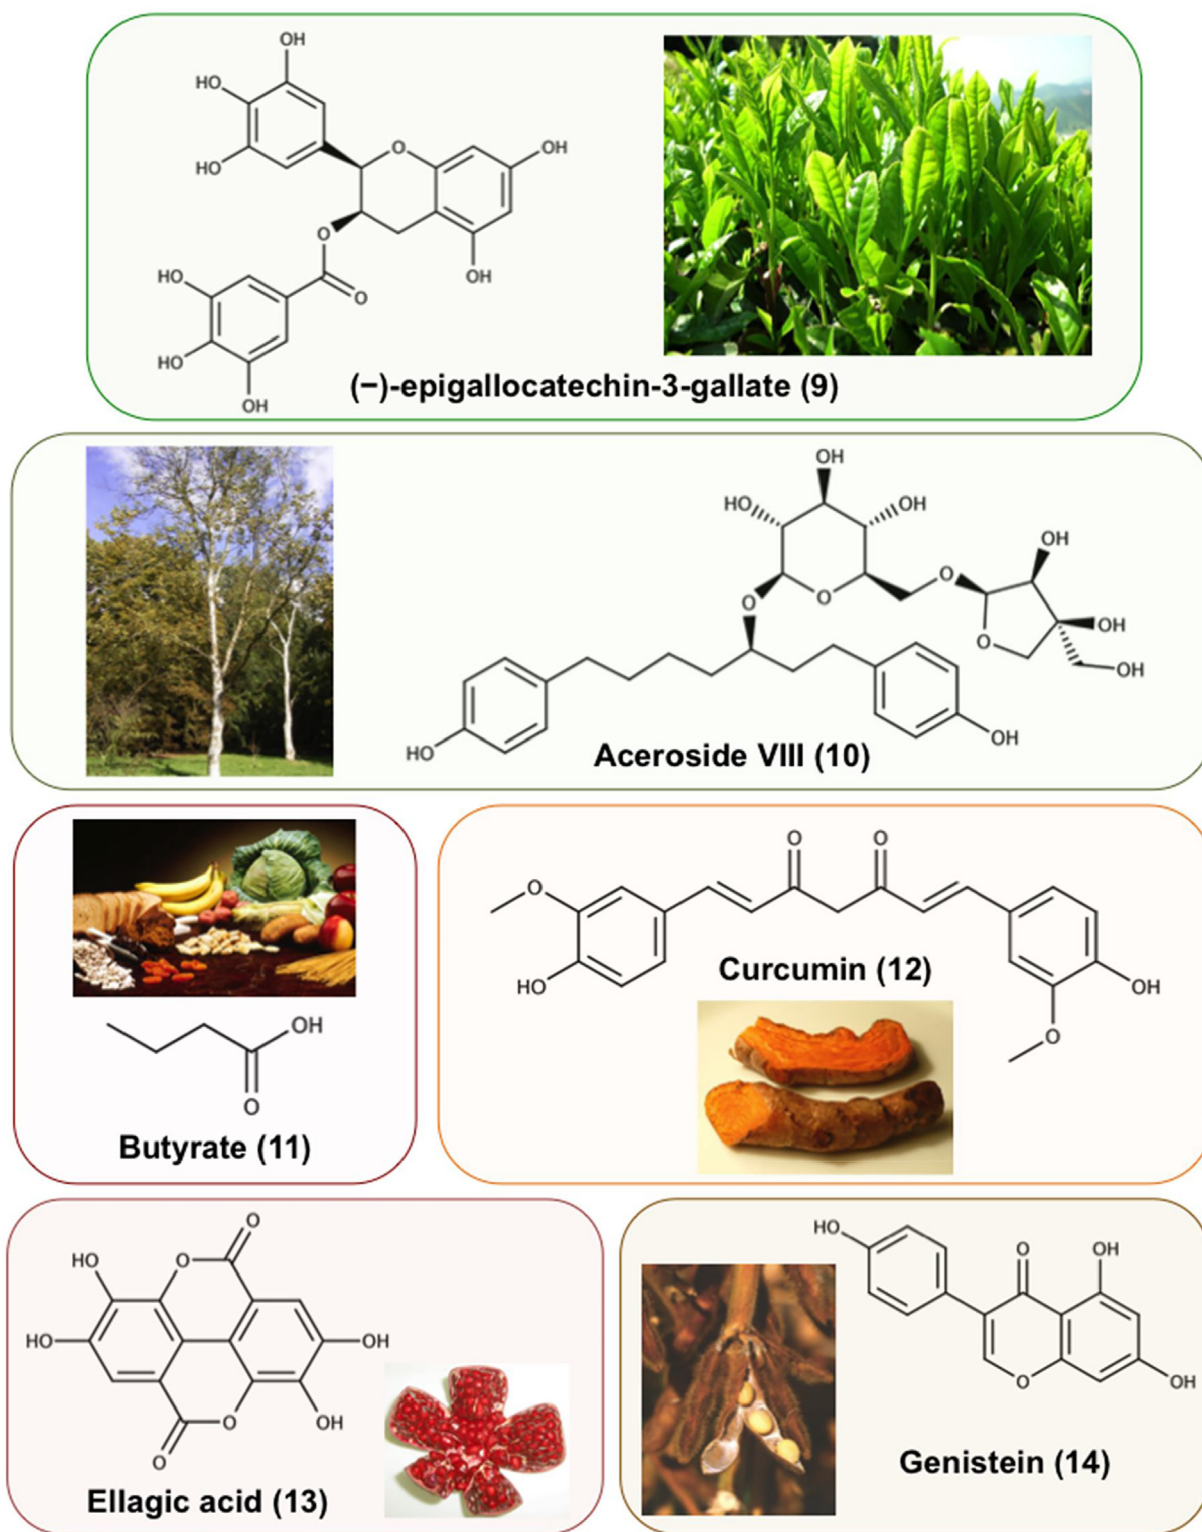 OH
HO
HO
O
OH
O
OH
HO
O
HO
OH
(−)-epigallocatechin-3-gallate (9)
OH
HO
OH
OH
O
O
O
OH
O
OH
HO
OH
Aceroside VIII (10)
OH
O
Butyrate (11)
O
O
O
HO
OH
O
Curcumin (12)
O
HO
O
HO
OH
O
OH
O
Ellagic acid (13)
HO
O
OH
O
OH
Genistein (14)